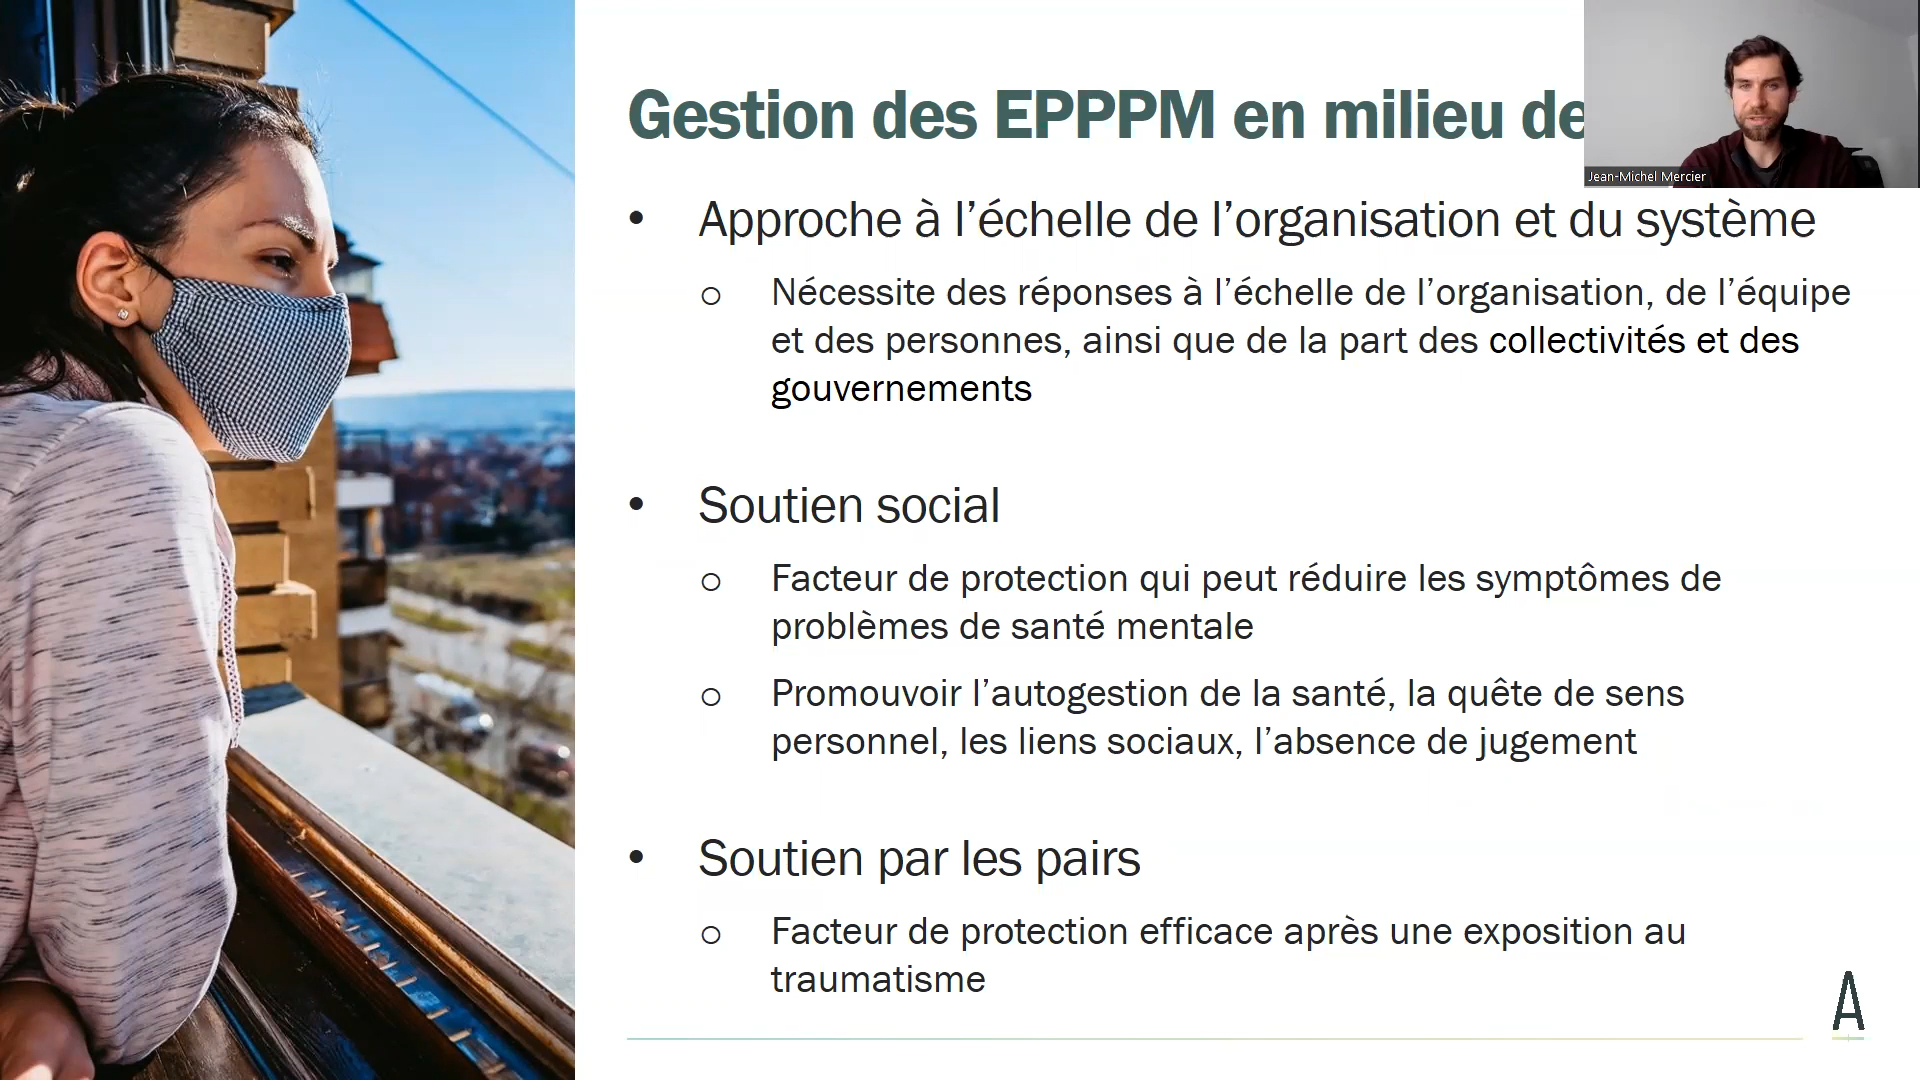 Gestion des EPPPM en milieu de
Jean-Michel Mercier
• Approche à l’échelle de l’organisation et du système
o Nécessite des réponses à l’échelle de l’organisation, de l’équipe
et des personnes, ainsi que de la part des collectivités et des
gouvernements
• Soutien social
o Facteur de protection qui peut réduire les symptômes de
problèmes de santé mentale
o Promouvoir l’autogestion de la santé, la quête de sens
personnel, les liens sociaux, l’absence de jugement
• Soutien par les pairs
o Facteur de protection efficace après une exposition au
traumatisme
A